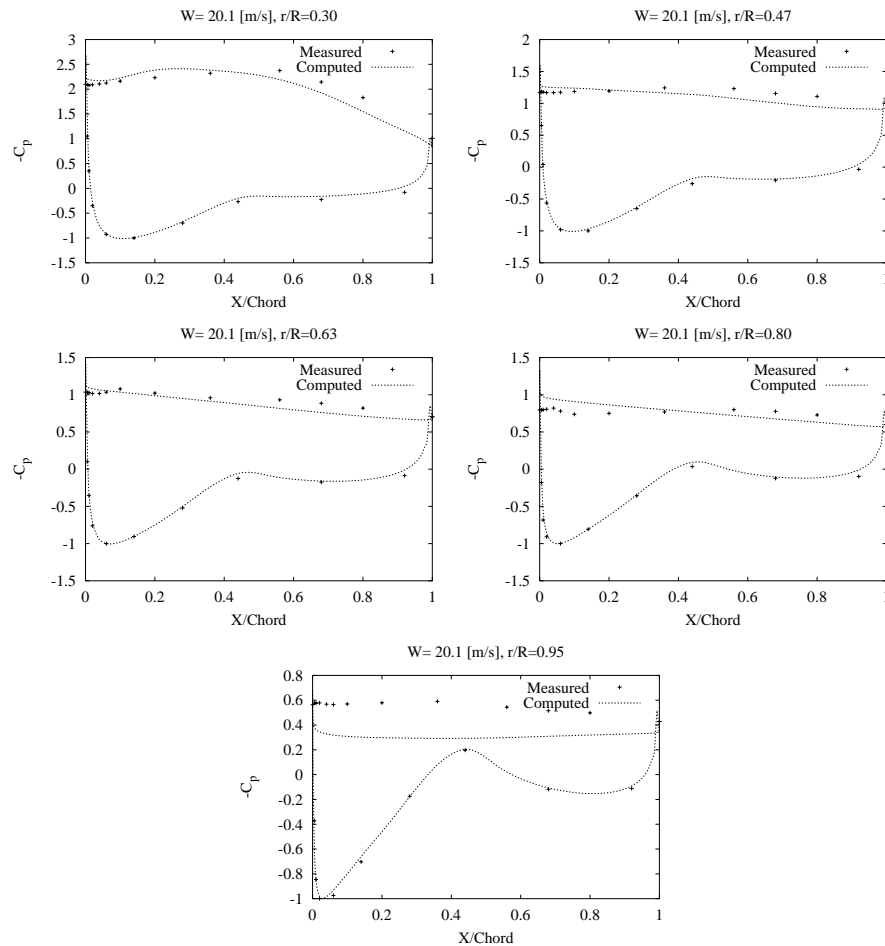 W= 20.1 [m/s], r/R=0.30
3
2.5
2
1.5
1
0.5
0
-0.5
-1
-1.5
-Cp
Measured
Computed
0 0.2 0.4 0.6 0.8 1
X/Chord
W= 20.1 [m/s], r/R=0.47
2
1.5
1
0.5
0
-0.5
-1
-1.5
-Cp
Measured
Computed
0 0.2 0.4 0.6 0.8 1
X/Chord
W= 20.1 [m/s], r/R=0.63
1.5
1
0.5
0
-0.5
-1
-1.5
-Cp
Measured
Computed
0 0.2 0.4 0.6 0.8 1
X/Chord
W= 20.1 [m/s], r/R=0.80
1.5
1
0.5
0
-0.5
-1
-1.5
-Cp
Measured
Computed
0 0.2 0.4 0.6 0.8 1
X/Chord
W= 20.1 [m/s], r/R=0.95
0.8
0.6
0.4
0.2
0
-0.2
-0.4
-0.6
-0.8
-1
-Cp
Measured
Computed
0 0.2 0.4 0.6 0.8 1
X/Chord